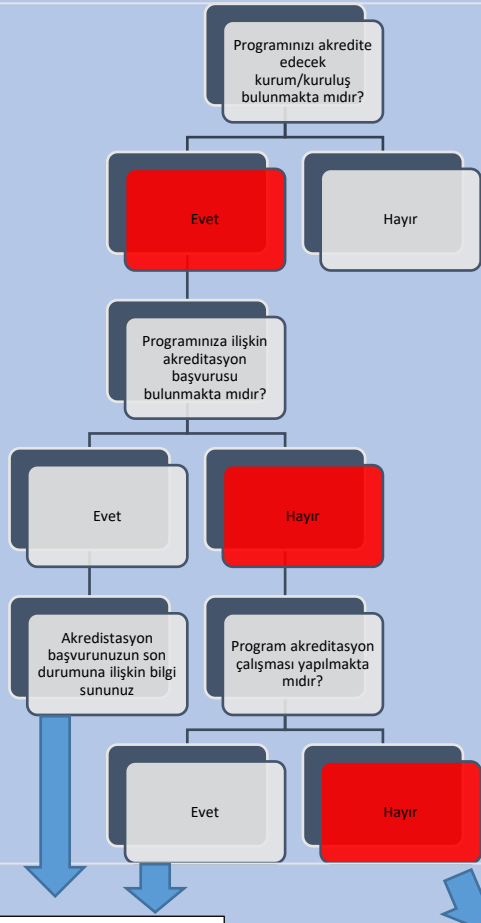 Programınızı akredite
edecek
kurum/kuruluş
bulunmakta mıdır?
Evet
Hayır
Programınıza ilişkin
akreditasyon
başvurusu
bulunmakta mıdır?
Evet
Hayır
Akredistasyon
başvurunuzun son
durumuna ilişkin bilgi
sununuz
Program akreditasyon
çalışması yapılmakta
mıdır?
Evet
Hayır